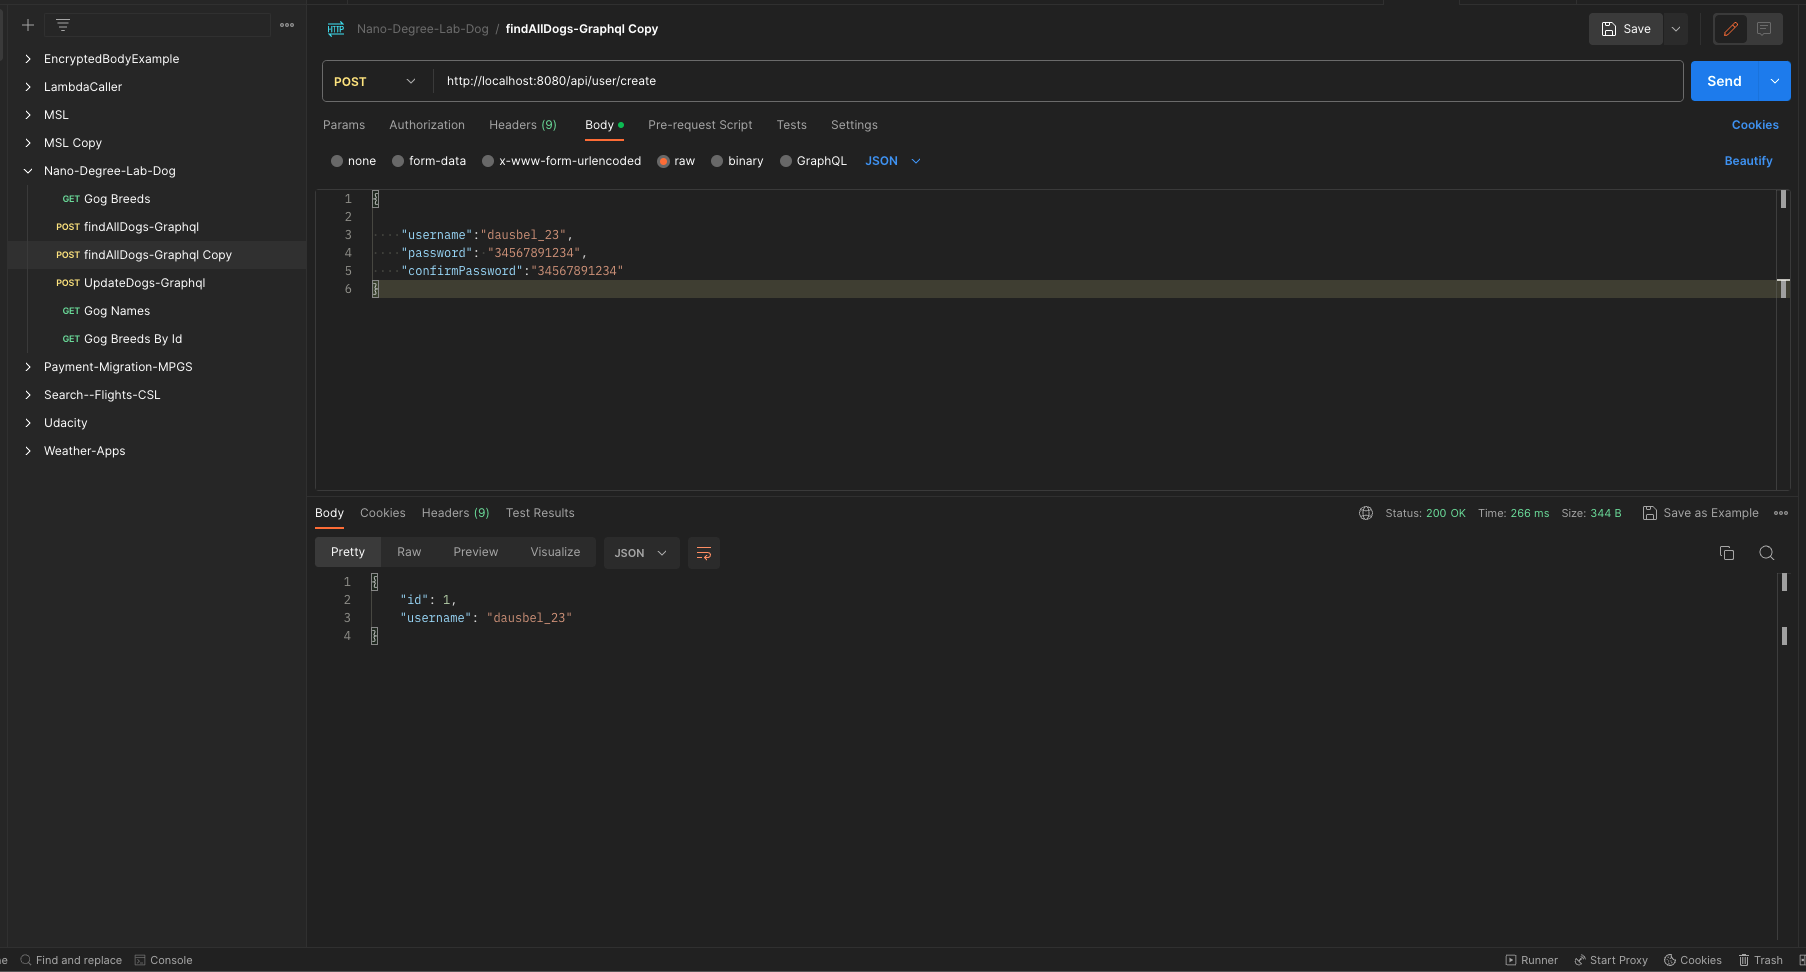 Nano-Degree-Lab-Dog / findAllDogs-Graphql Copy
Save
EncryptedBodyExample
LambdaCaller
MSL
MSL Copy
Nano-Degree-Lab-Dog
GET Gog Breeds
POST findAllDogs-Graphql
POST findAllDogs-Graphql Copy
POST UpdateDogs-Graphql
GET Gog Names
GET Gog Breeds By Id
Payment-Migration-MPGS
Search--Flights-CSL
Udacity
Weather-Apps
HTTP
POST http://localhost:8080/api/user/create
Send
Params Authorization Headers (9) Body Pre-request Script Tests Settings Cookies
none form-data x-www-form-urlencoded raw binary GraphQL JSON Beautify
1 {
2
3 "username":"dausbel_23",
4 "password": "34567891234",
5 "confirmPassword":"34567891234"
6 }
Body Cookies Headers (9) Test Results Status: 200 OK Time: 266 ms Size: 344 B Save as Example
Pretty Raw Preview Visualize JSON
1 {
2 "id": 1,
3 "username": "dausbel_23"
4 }
Find and replace Console Runner Start Proxy Cookies Trash